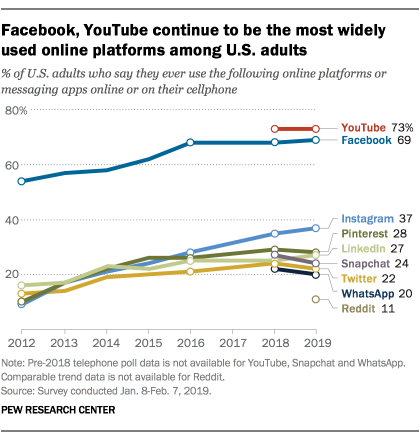 Facebook, YouTube continue to be the most widely
used online platforms among U.S. adults
% of U.S. adults who say they ever use the following online platforms or
messaging apps online or on their cellphone
80%
YouTube 73%
Facebook 69
60
40
Instagram 37
Pinterest 28
LinkedIn 27
Snapchat 24
20
Twitter 22
WhatsApp 20
Reddit 11
2012 2013 2014 2015 2016 2017 2018 2019
Note: Pre-2018 telephone poll data is not available for YouTube, Snapchat and WhatsApp.
Comparable trend data is not available for Reddit.
Source: Survey conducted Jan. 8-Feb. 7, 2019.
PEW RESEARCH CENTER